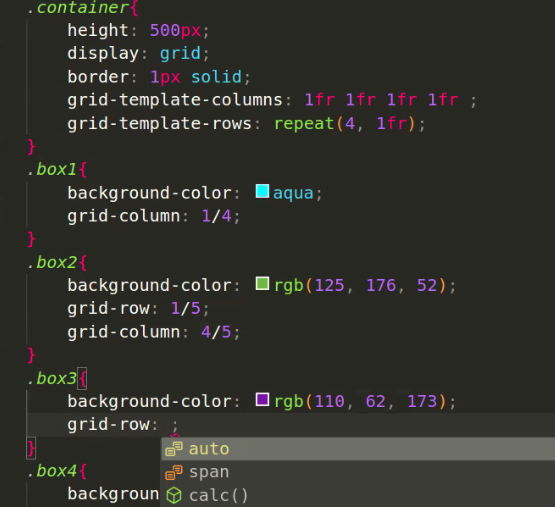 .container{
height: 500px;
display: grid;
border: 1px solid;
grid-template-columns: 1fr 1fr 1fr 1fr ;
grid-template-rows: repeat(4, 1fr);
}
.box1{
background-color: aqua;
grid-column: 1/4;
}
.box2{
background-color: rgb(125, 176, 52);
grid-row: 1/5;
grid-column: 4/5;
}
.box3{
background-color: rgb(110, 62, 173);
grid-row: ;
}
auto
span
.box4{
backgroun
calc()